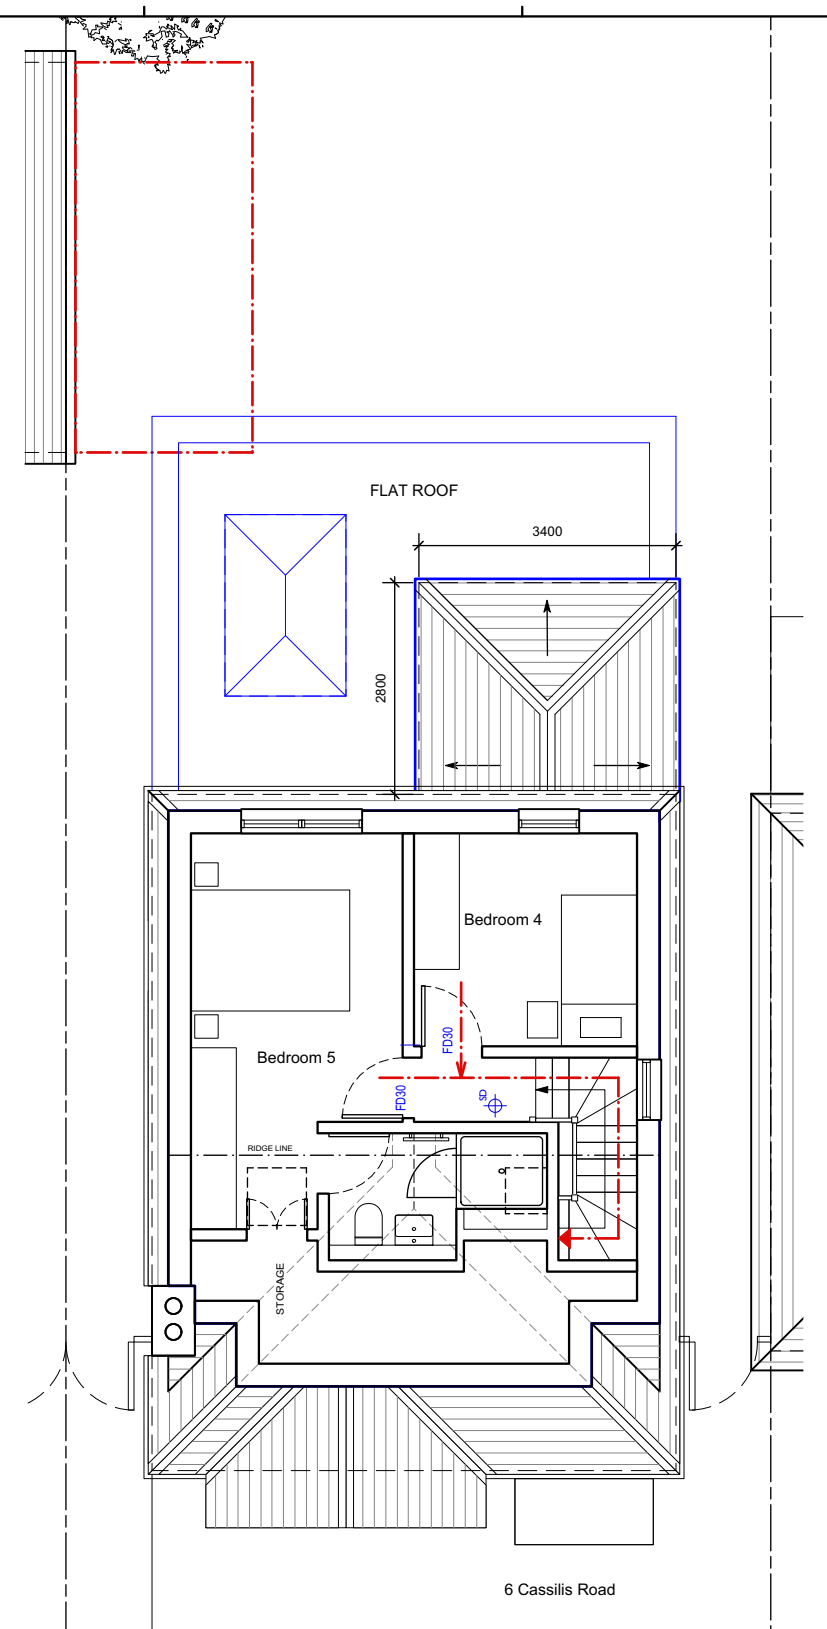 FLAT ROOF
3400
2800
Bedroom 4
FD30
Bedroom 5
FD30
SD
RIDGE LINE
STORAGE
6 Cassilis Road